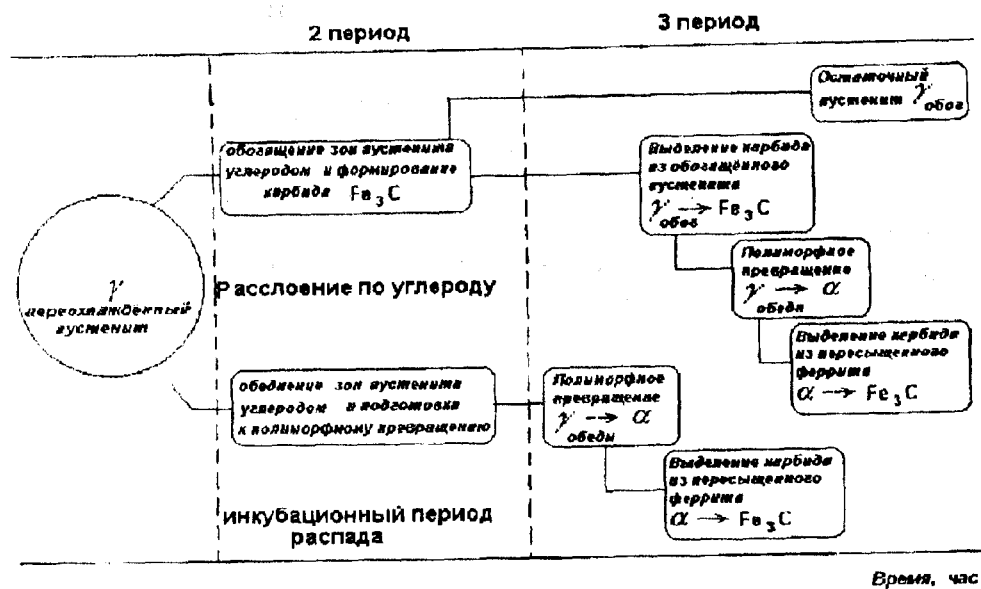 2 период
3 период
Остаточный
аустенит γ обог
обогащение зон аустенита
углеродом и формирование
карбида Fe3C
Выделение карбида
из обогащённого
аустенита
γ обог → Fe3C
γ
переохлаждённый
аустенит
Расслоение по углероду
Полиморфное
превращение
γ обедн → α
Выделение карбида
из пересыщенного
феррита
α → Fe3C
обеднение зон аустенита
углеродом и подготовка
к полиморфному превращению
Полиморфное
превращение
γ обедн → α
Выделение карбида
из пересыщенного
феррита
α → Fe3C
инкубационный период
распада
Время, час